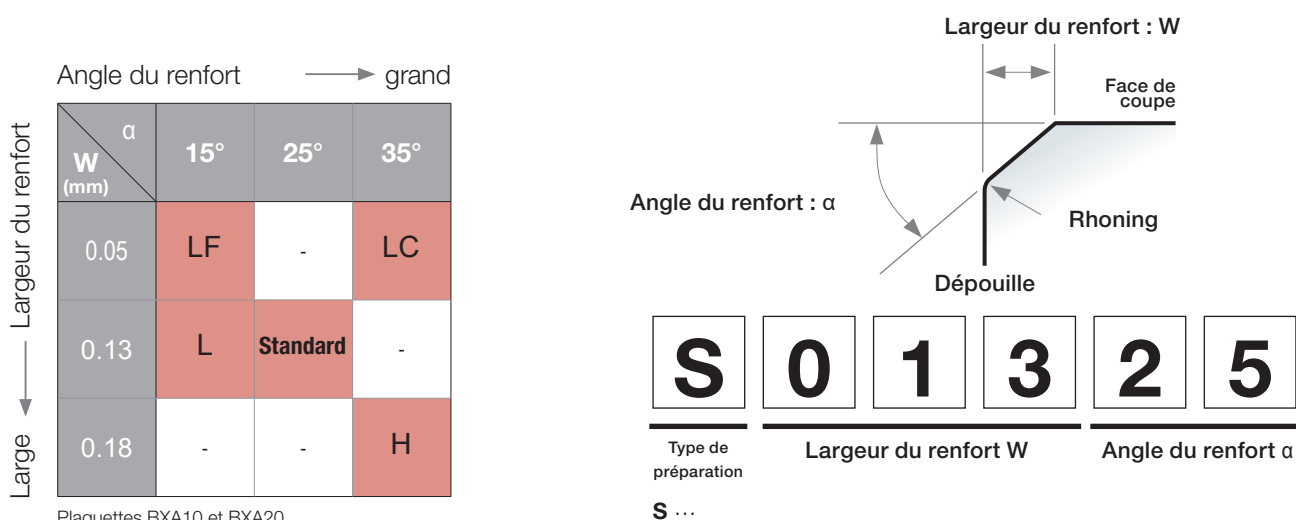 Angle du renfort → grand
Large ← Largeur du renfort
α
W
(mm)
15° 25° 35°
0.05 LF - LC
0.13 L Standard -
0.18 - - H
Plaquettes BXA10 et BXA20
Largeur du renfort : W
Face de
coupe
Angle du renfort : α
Rhoning
Dépouille
S 0 1 3 2 5
Type de
préparation
Largeur du renfort W
Angle du renfort α
S ...